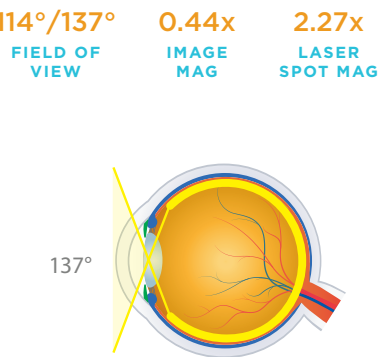 114°/137° 0.44x 2.27x
FIELD OF IMAGE LASER
VIEW MAG SPOT MAG
137°